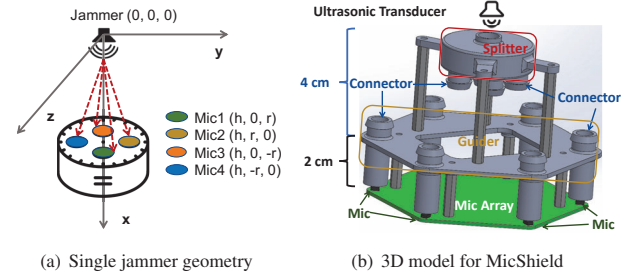 Jammer (0, 0, 0)
y
z
x
Mic1 (h, 0, r)
Mic2 (h, r, 0)
Mic3 (h, 0, -r)
Mic4 (h, -r, 0)
(a) Single jammer geometry
Ultrasonic Transducer
Splitter
4 cm
Connector
Connector
Guider
2 cm
Mic Array
Mic
Mic
(b) 3D model for MicShield